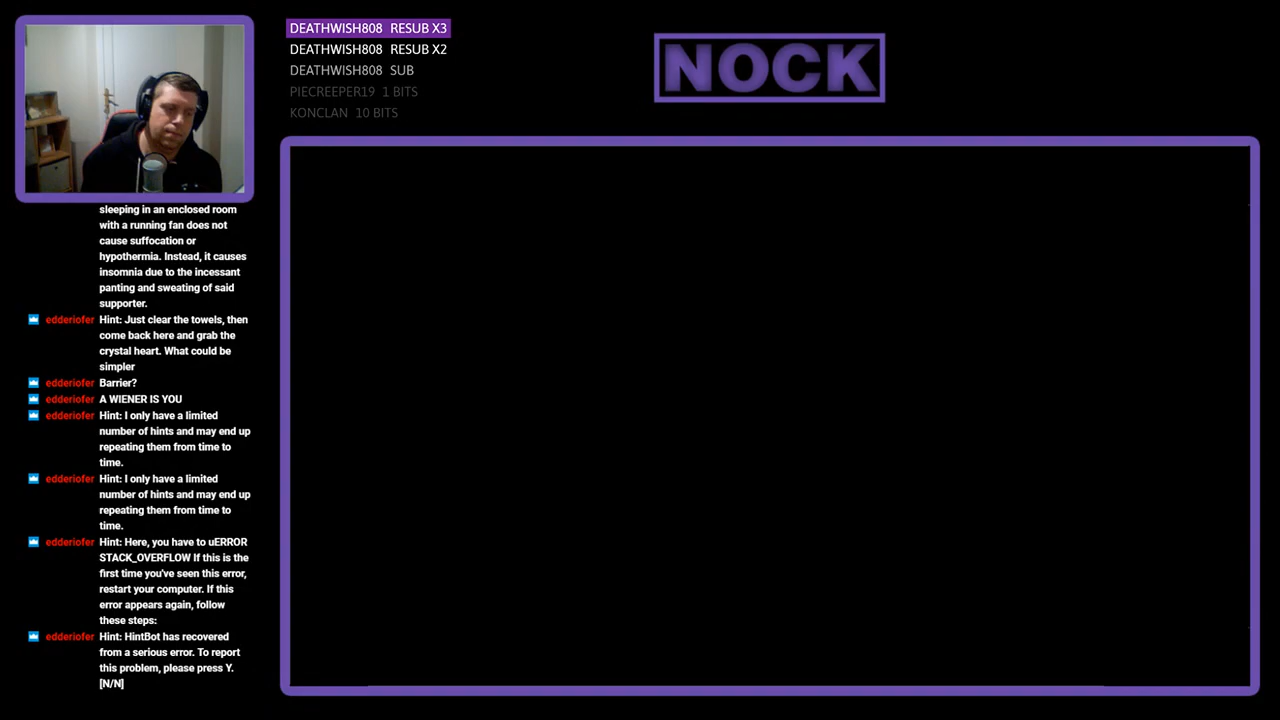 DEATHWISH808 RESUB X3
DEATHWISH808 RESUB X2
DEATHWISH808 SUB
PIECREEPER19 1 BITS
KONCLAN 10 BITS
NOCK
sleeping in an enclosed room
with a running fan does not
cause suffocation or
hypothermia. Instead, it causes
insomnia due to the incessant
panting and sweating of said
supporter.
edderiofer Hint: Just clear the towels, then
come back here and grab the
crystal heart. What could be
simpler
edderiofer Barrier?
edderiofer A WIENER IS YOU
edderiofer Hint: I only have a limited
number of hints and may end up
repeating them from time to
time.
edderiofer Hint: I only have a limited
number of hints and may end up
repeating them from time to
time.
edderiofer Hint: Here, you have to uERROR
STACK_OVERFLOW If this is the
first time you've seen this error,
restart your computer. If this
error appears again, follow
these steps:
edderiofer Hint: HintBot has recovered
from a serious error. To report
this problem, please press Y.
[N/N]